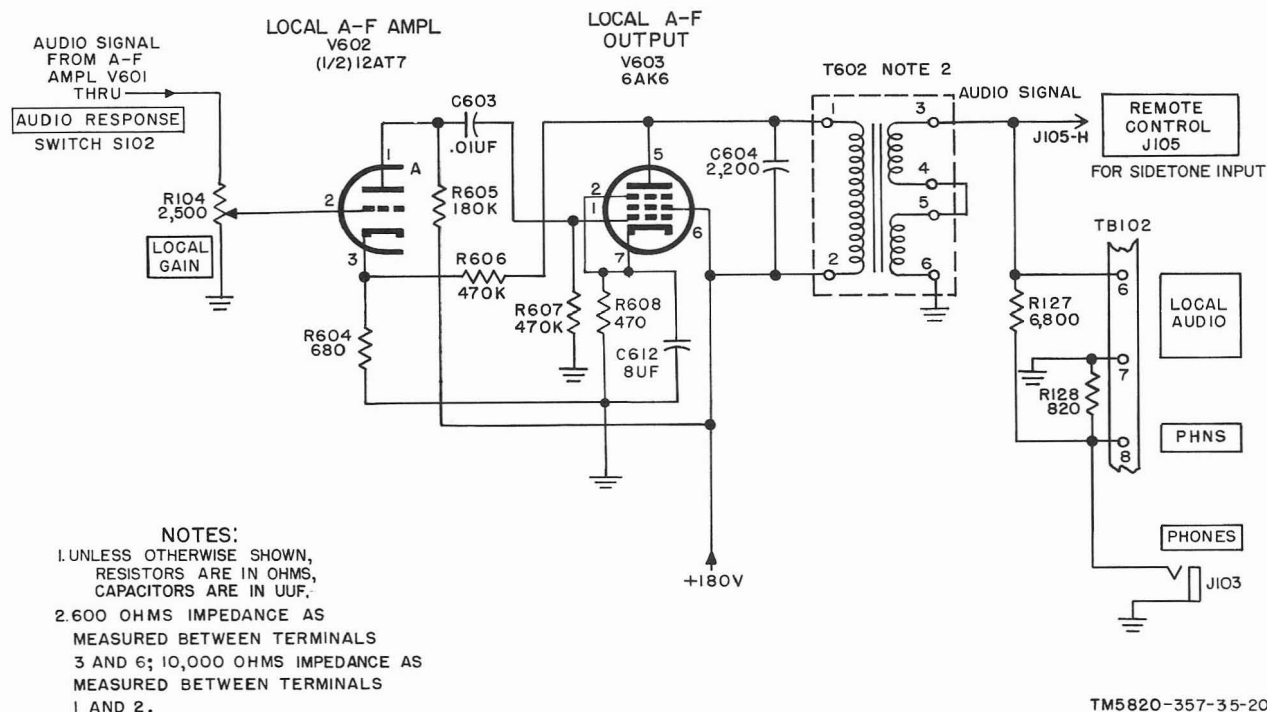 LOCAL A-F AMPL
V602
(1/2) 12AT7
LOCAL A-F
OUTPUT
V603
6AK6
AUDIO SIGNAL
FROM A-F
AMPL V601
THRU
AUDIO RESPONSE
SWITCH S102
R104
2,500
LOCAL
GAIN
1
A
2
3
C603
.01UF
R605
180K
R606
470K
R604
680
5
2
1
6
7
R607
470K
R608
470
C612
8UF
C604
2,200
+180V
T602 NOTE 2
1
2
3
4
5
6
AUDIO SIGNAL
J105-H
REMOTE
CONTROL
J105
FOR SIDETONE INPUT
TB102
6
7
8
R127
6,800
R128
820
LOCAL
AUDIO
PHNS
PHONES
J103
NOTES:
1. UNLESS OTHERWISE SHOWN,
RESISTORS ARE IN OHMS,
CAPACITORS ARE IN UUF.
2. 600 OHMS IMPEDANCE AS
MEASURED BETWEEN TERMINALS
3 AND 6; 10,000 OHMS IMPEDANCE AS
MEASURED BETWEEN TERMINALS
1 AND 2.
TM5820-357-35-20